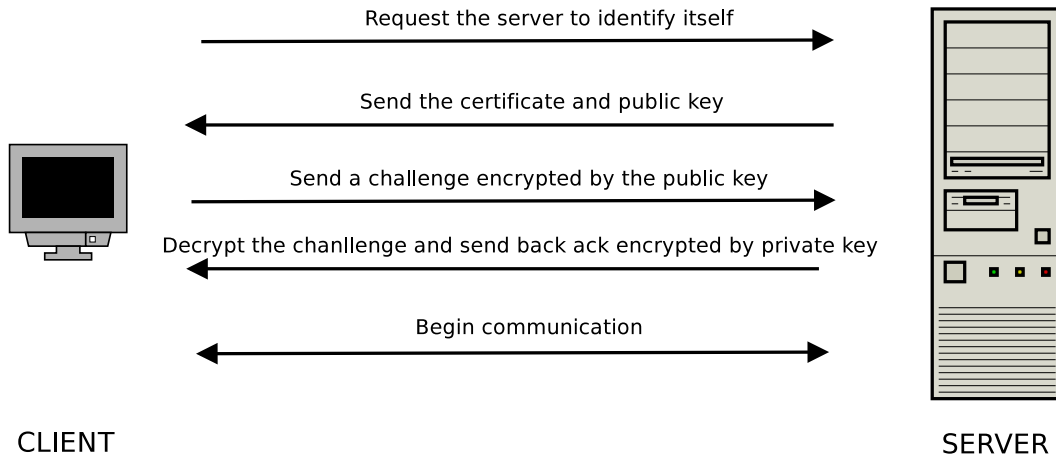 Request the server to identify itself
Send the certificate and public key
Send a challenge encrypted by the public key
Decrypt the chanllenge and send back ack encrypted by private key
Begin communication
CLIENT
SERVER